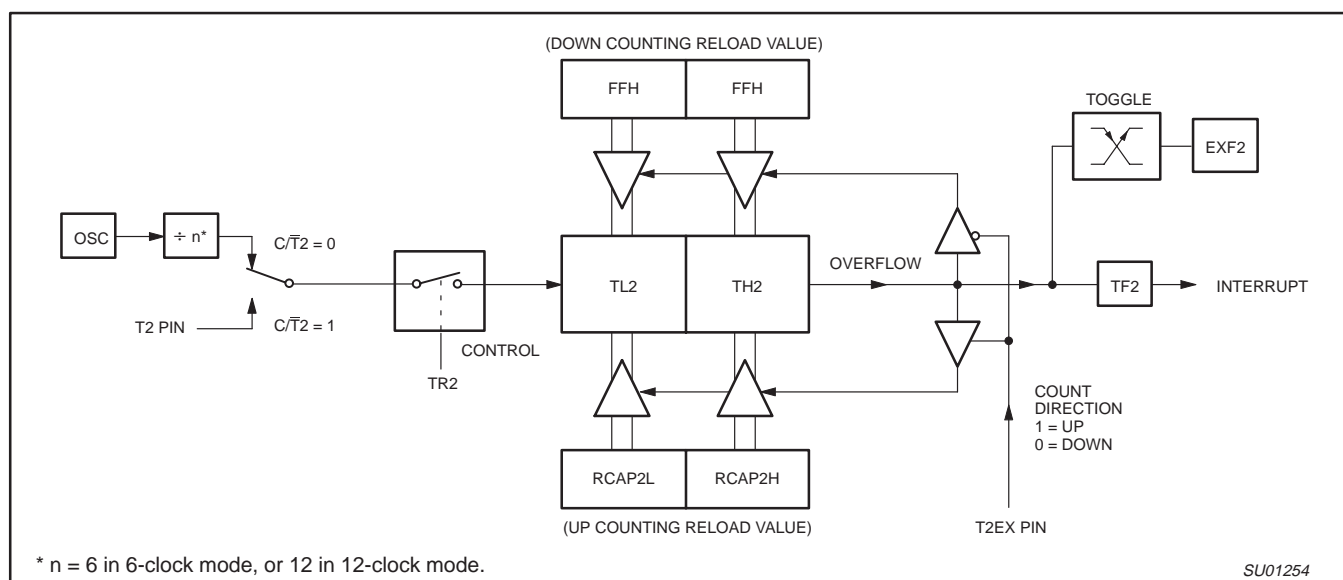 (DOWN COUNTING RELOAD VALUE)
FFH FFH
TOGGLE
EXF2
OSC
÷ n*
C/T̅2 = 0
TL2 TH2
OVERFLOW
TF2
INTERRUPT
T2 PIN
C/T̅2 = 1
CONTROL
TR2
COUNT
DIRECTION
1 = UP
0 = DOWN
RCAP2L RCAP2H
(UP COUNTING RELOAD VALUE)
T2EX PIN
* n = 6 in 6-clock mode, or 12 in 12-clock mode.
SU01254